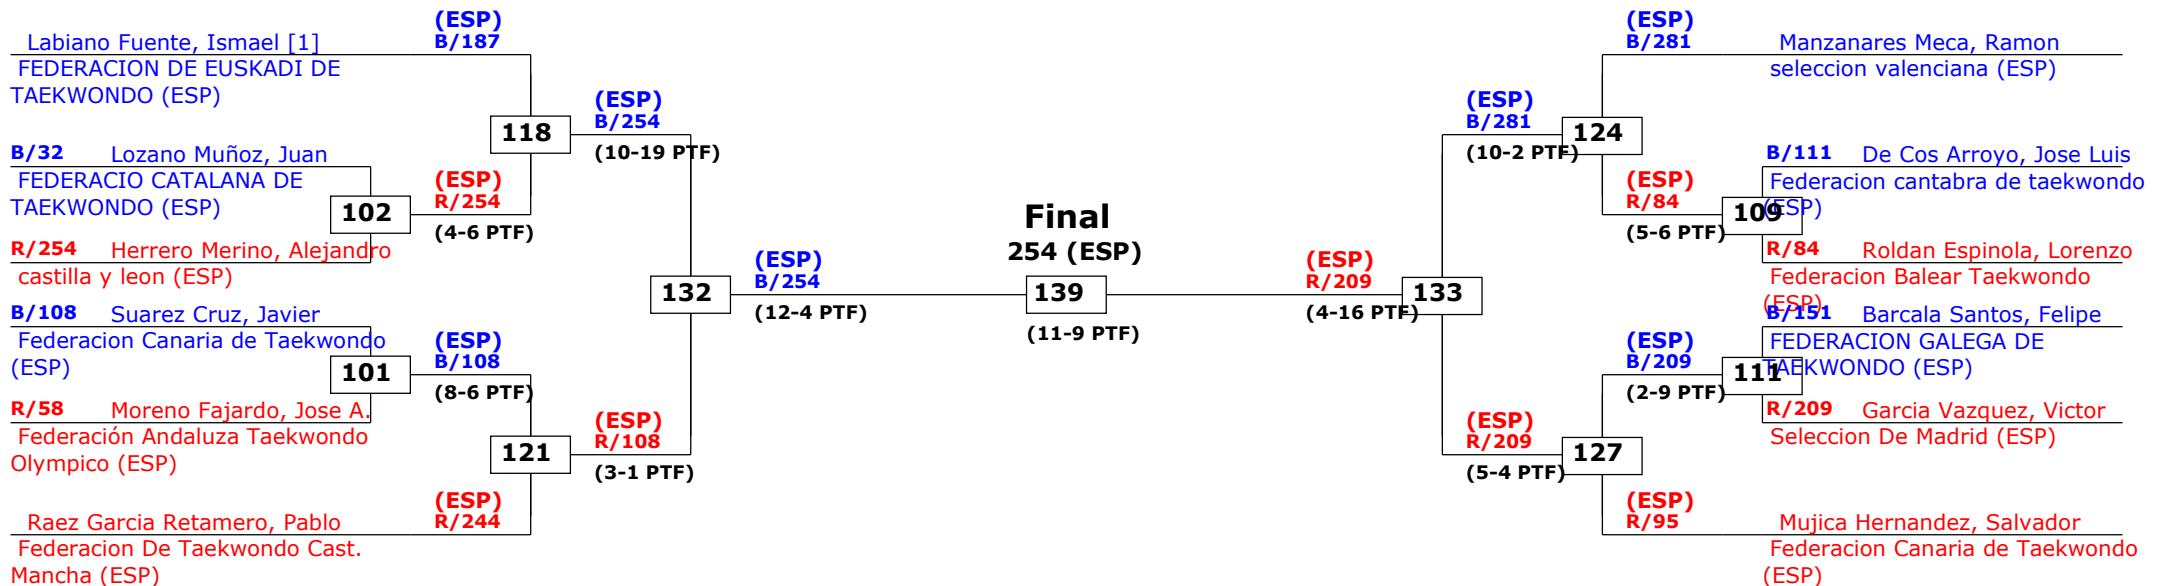 (ESP)
B/187
Labiano Fuente, Ismael [1]
FEDERACION DE EUSKADI DE
TAEKWONDO (ESP)
B/32 Lozano Muñoz, Juan
FEDERACIO CATALANA DE
TAEKWONDO (ESP)
102
R/254 Herrero Merino, Alejandro
castilla y leon (ESP)
(ESP)
R/254
(4-6 PTF)
118
(ESP)
B/254
(10-19 PTF)
B/108 Suarez Cruz, Javier
Federacion Canaria de Taekwondo
(ESP)
101
R/58 Moreno Fajardo, Jose A.
Federación Andaluza Taekwondo
Olympico (ESP)
(ESP)
B/108
(8-6 PTF)
121
(ESP)
R/108
(3-1 PTF)
(ESP)
R/244
Raez Garcia Retamero, Pablo
Federacion De Taekwondo Cast.
Mancha (ESP)
132
(ESP)
B/254
(12-4 PTF)
Final
254 (ESP)
139
(11-9 PTF)
(ESP)
R/209
(4-16 PTF)
133
(ESP)
B/281
(10-2 PTF)
124
(ESP)
B/281
Manzanares Meca, Ramon
seleccion valenciana (ESP)
(ESP)
R/84
(5-6 PTF)
109
B/111 De Cos Arroyo, Jose Luis
Federacion cantabra de taekwondo
(ESP)
R/84 Roldan Espinola, Lorenzo
Federacion Balear Taekwondo
(ESP)
(ESP)
R/209
(5-4 PTF)
127
(ESP)
B/209
(2-9 PTF)
111
B/151 Barcala Santos, Felipe
FEDERACION GALEGA DE
TAEKWONDO (ESP)
R/209 Garcia Vazquez, Victor
Seleccion De Madrid (ESP)
(ESP)
R/95
Mujica Hernandez, Salvador
Federacion Canaria de Taekwondo
(ESP)